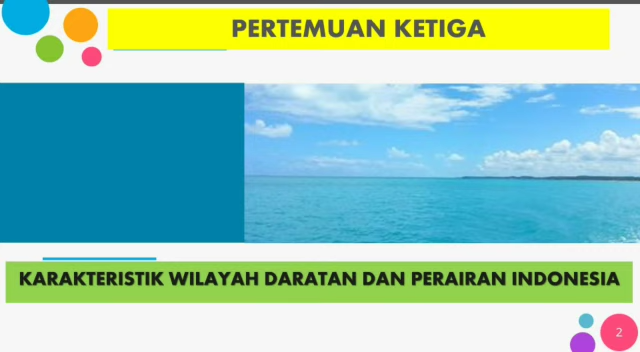 PERTEMUAN KETIGA
KARAKTERISTIK WILAYAH DARATAN DAN PERAIRAN INDONESIA
2